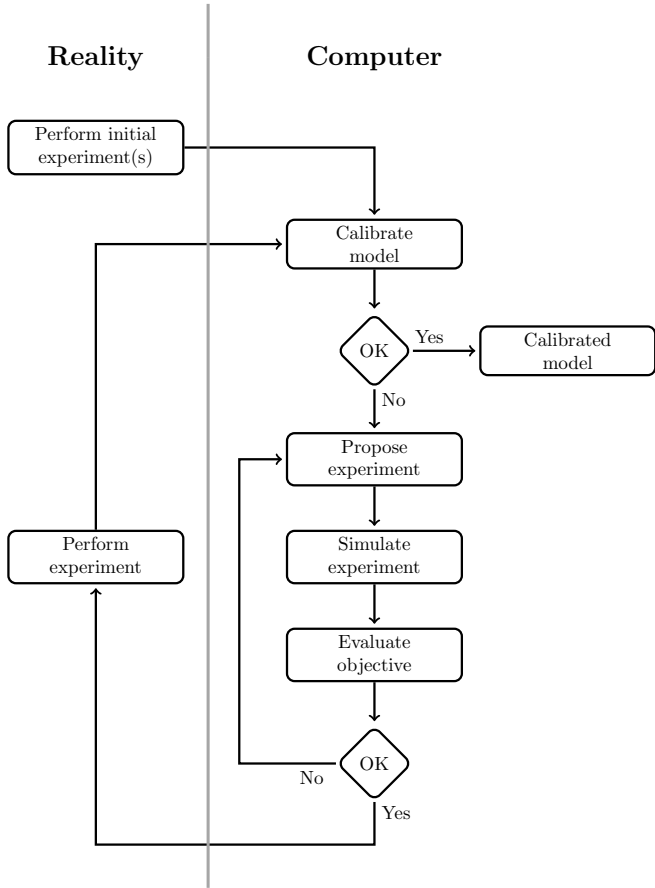 Reality
Computer
Perform initial
experiment(s)
Calibrate
model
OK
Yes
Calibrated
model
No
Propose
experiment
Perform
experiment
Simulate
experiment
Evaluate
objective
OK
No
Yes